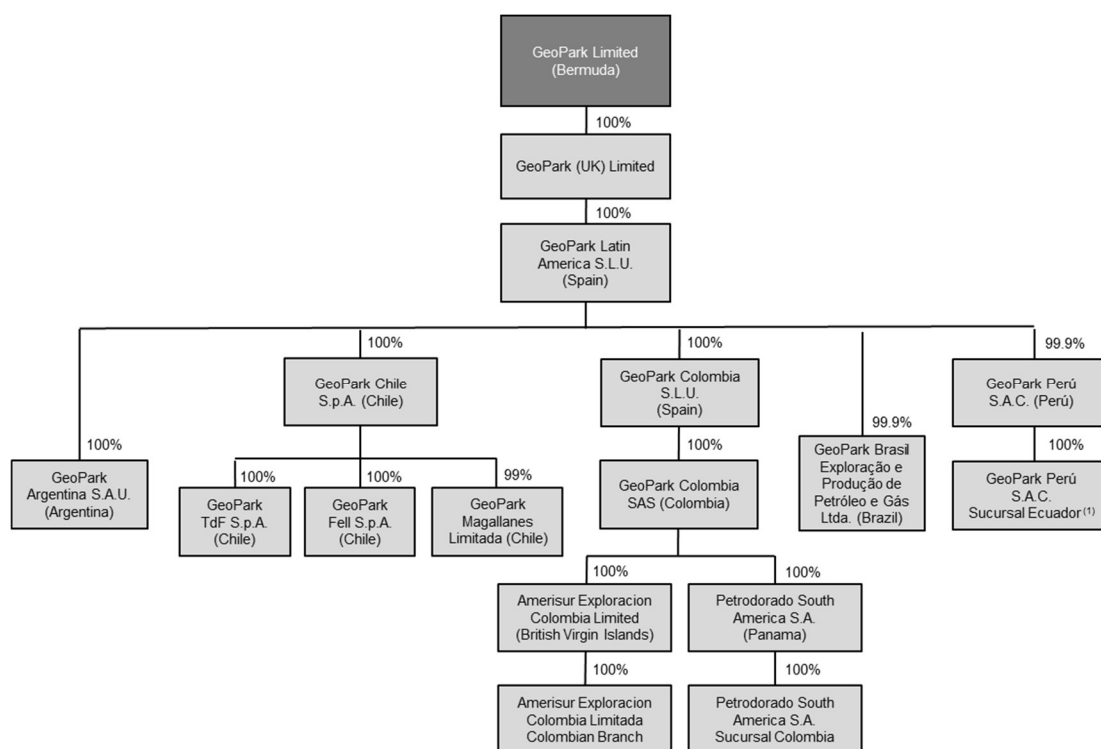 GeoPark Limited
(Bermuda)
100%
GeoPark (UK) Limited
100%
GeoPark Latin
America S.L.U.
(Spain)
100%
GeoPark
Argentina S.A.U.
(Argentina)
100%
GeoPark Chile
S.p.A. (Chile)
100%
GeoPark
TdF S.p.A.
(Chile)
100%
GeoPark
Fell S.p.A.
(Chile)
99%
GeoPark
Magallanes
Limitada (Chile)
100%
GeoPark Colombia
S.L.U.
(Spain)
100%
GeoPark Colombia
SAS (Colombia)
100%
Amerisur Exploracion
Colombia Limited
(British Virgin Islands)
100%
Amerisur Exploracion
Colombia Limitada
Colombian Branch
100%
Petrodorado South
America S.A.
(Panama)
100%
Petrodorado South
America S.A.
Sucursal Colombia
99.9%
GeoPark Brasil
Exploração e
Produção de
Petróleo e Gás
Ltda. (Brazil)
99.9%
GeoPark Perú
S.A.C. (Perú)
100%
GeoPark Perú
S.A.C.
Sucursal Ecuador (1)